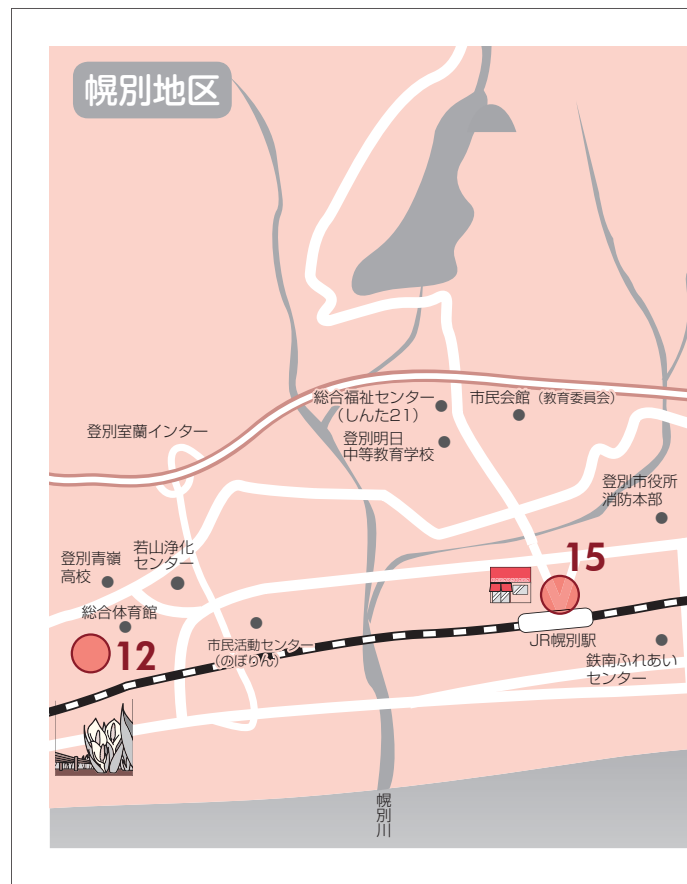 幌別地区
総合福祉センター
（しんた21）
市民会館（教育委員会）
登別室蘭インター
登別明日
中等教育学校
登別市役所
消防本部
登別青嶺
高校
若山浄化
センター
15
総合体育館
12
市民活動センター
（のぼりん）
JR幌別駅
鉄南ふれあい
センター
幌別川